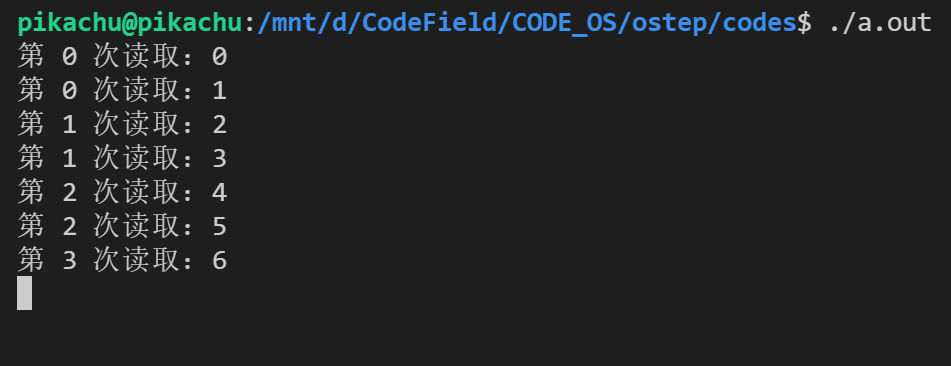 pikachu@pikachu:/mnt/d/CodeField/CODE_OS/ostep/codes$ ./a.out
第 0 次读取：0
第 0 次读取：1
第 1 次读取：2
第 1 次读取：3
第 2 次读取：4
第 2 次读取：5
第 3 次读取：6